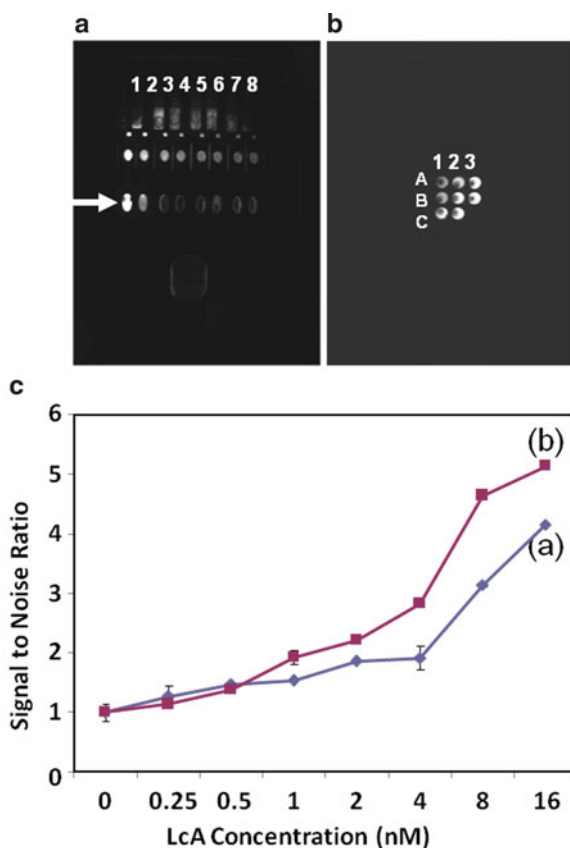 a
b
1 2 3 4 5 6 7 8
1 2 3
A
B
C
c
Signal to Noise Ratio
6
5
4
3
2
1
0
(b)
(a)
0 0.25 0.5 1 2 4 8 16
LcA Concentration (nM)